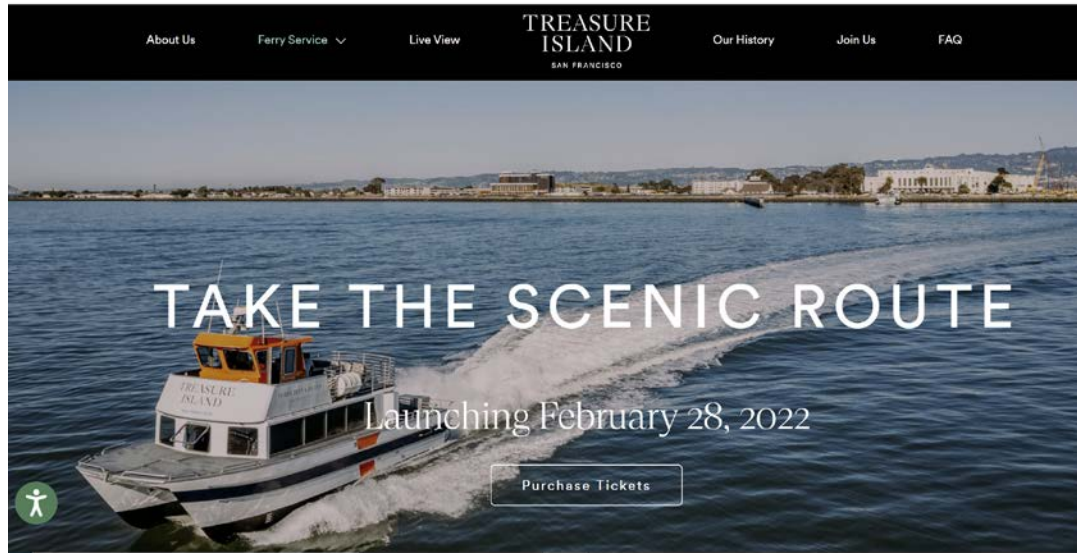 About Us
Ferry Service
Live View
TREASURE
ISLAND
SAN FRANCISCO
Our History
Join Us
FAQ
TAKE THE SCENIC ROUTE
TREASURE
ISLAND
Launching February 28, 2022
Purchase Tickets